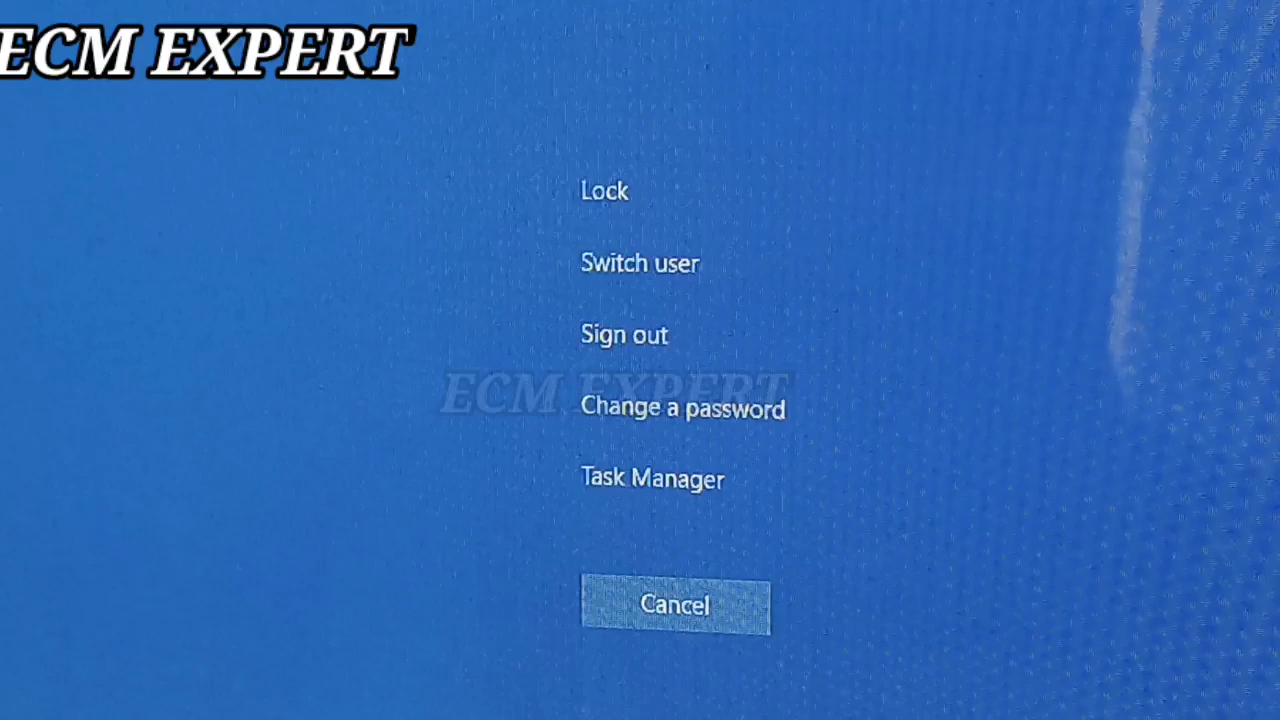 ECM EXPERT
Lock
Switch user
Sign out
ECM EXPERT
Change a password
Task Manager
Cancel